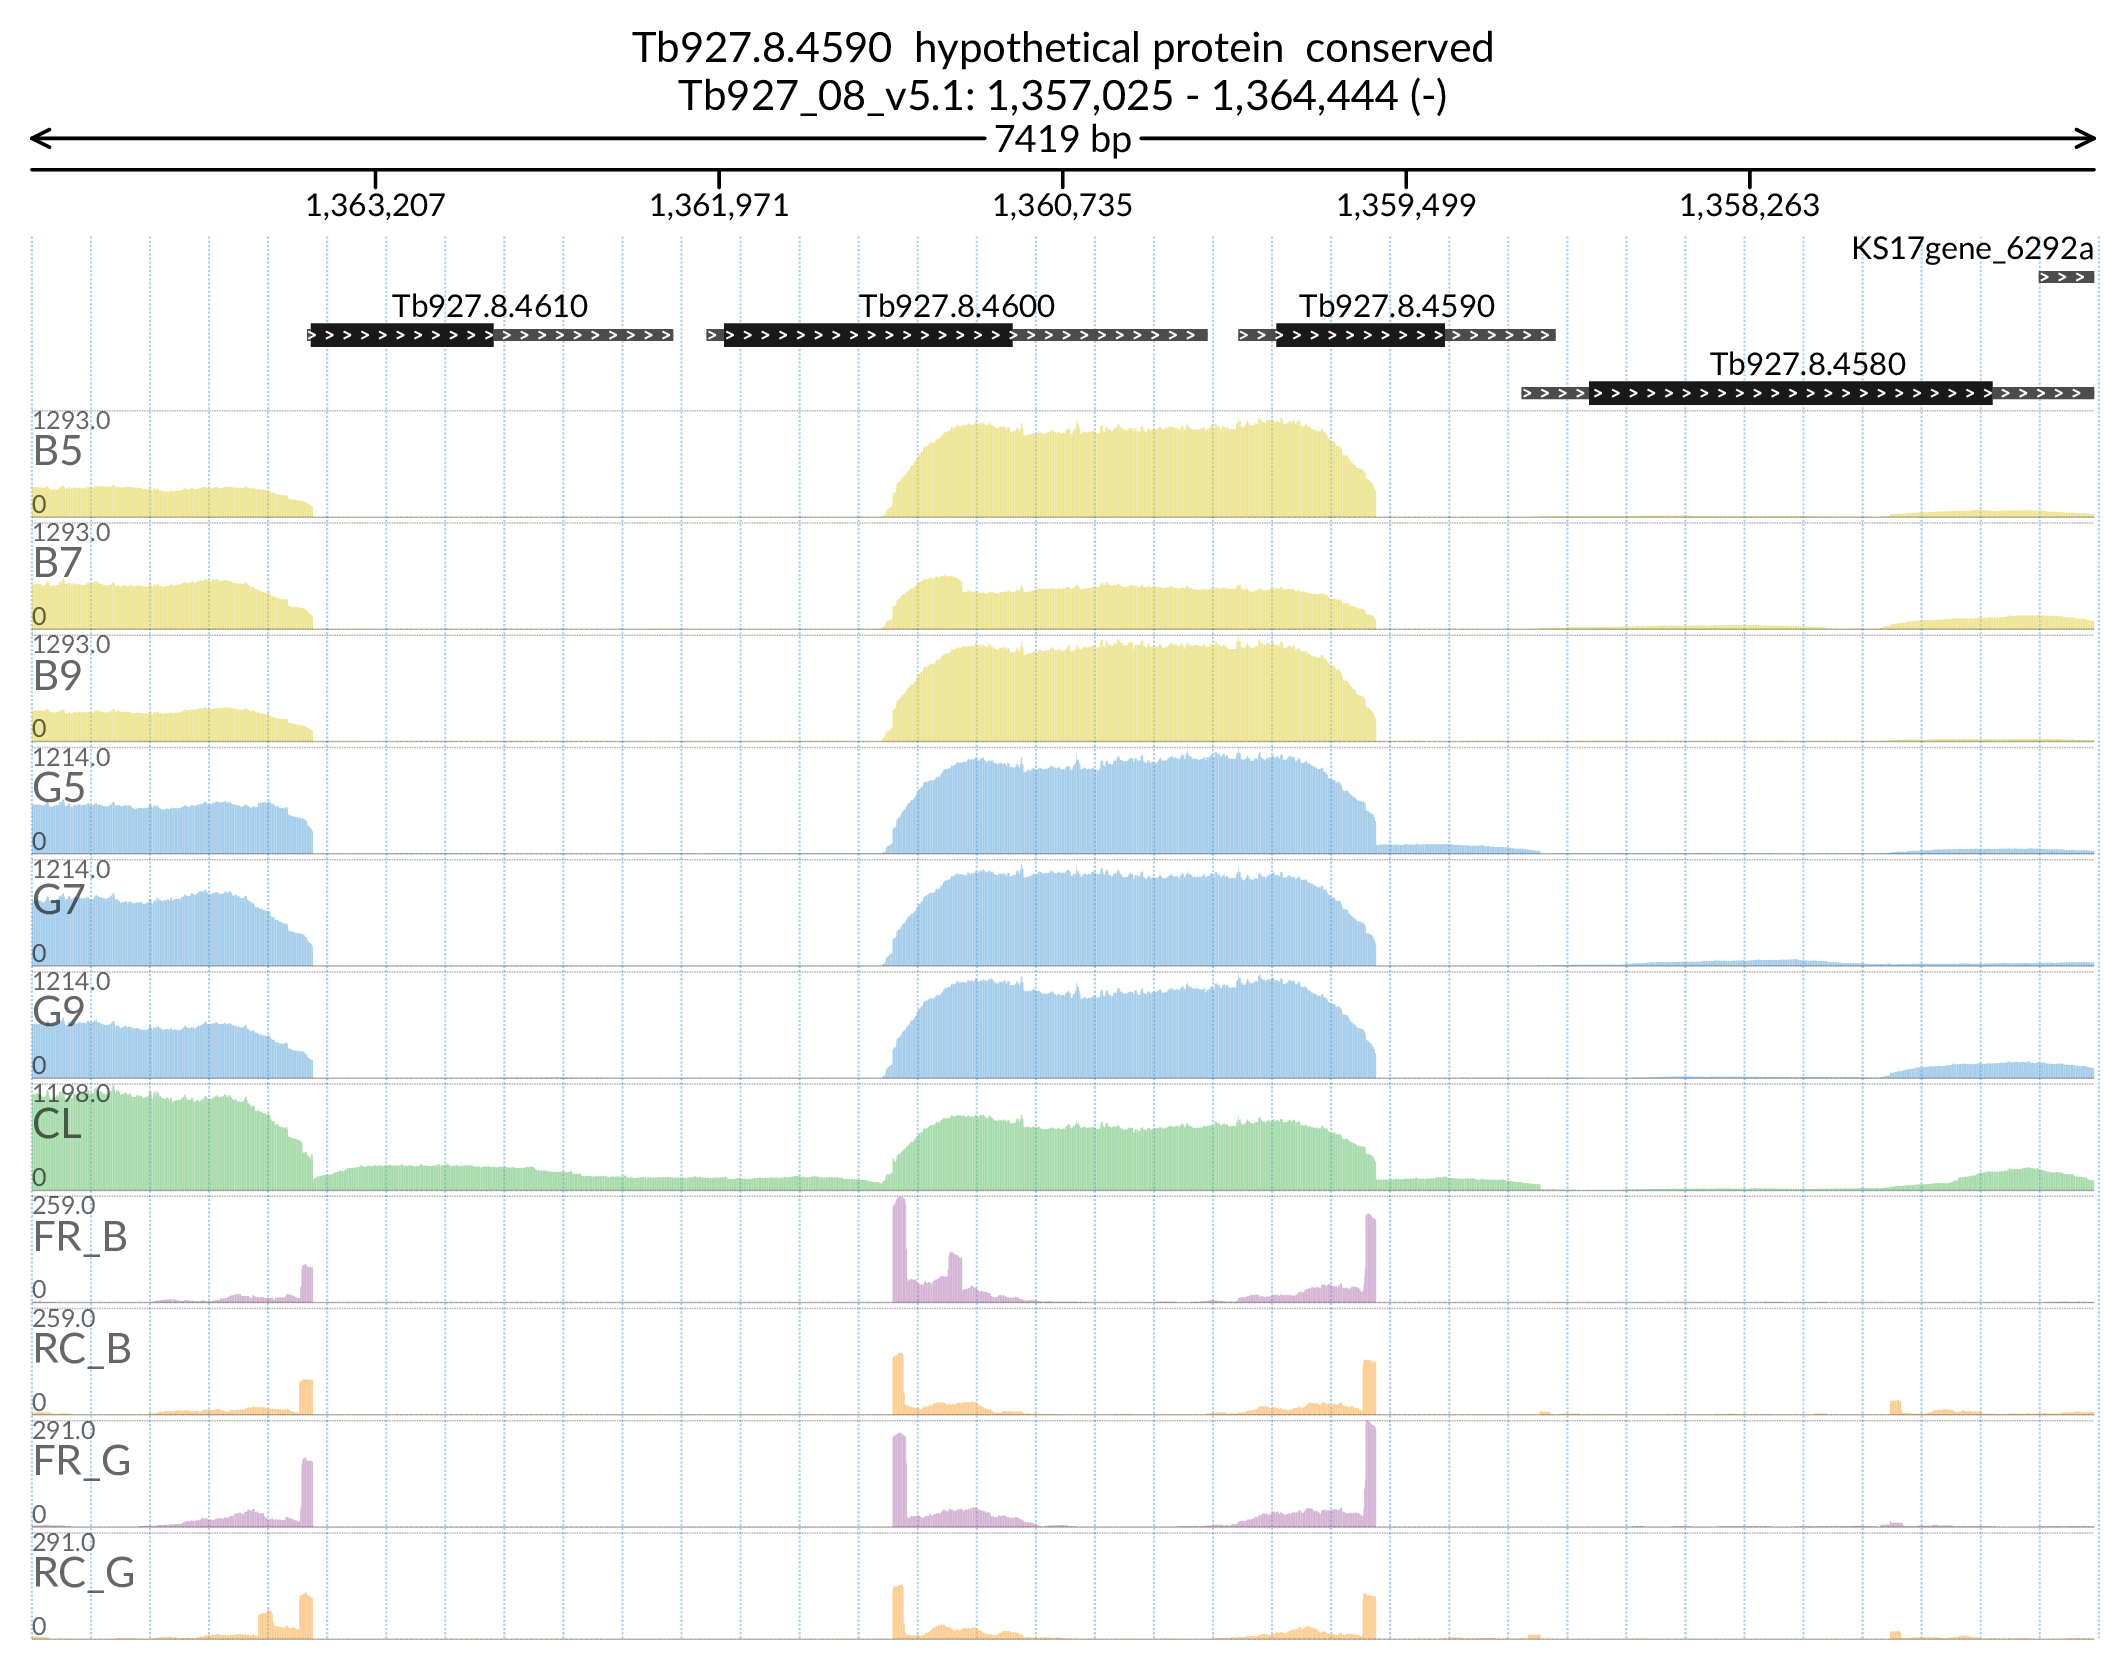 Tb927.8.4590  hypothetical protein  conserved
Tb927_08_v5.1: 1,357,025 - 1,364,444 (-)
7419 bp
1,363,207 1,361,971 1,360,735 1,359,499 1,358,263
KS17gene_6292a
Tb927.8.4610 Tb927.8.4600 Tb927.8.4590
Tb927.8.4580
1293.0
B5
0
1293.0
B7
0
1293.0
B9
0
1214.0
G5
0
1214.0
G7
0
1214.0
G9
0
1198.0
CL
0
259.0
FR_B
0
259.0
RC_B
0
291.0
FR_G
0
291.0
RC_G
0